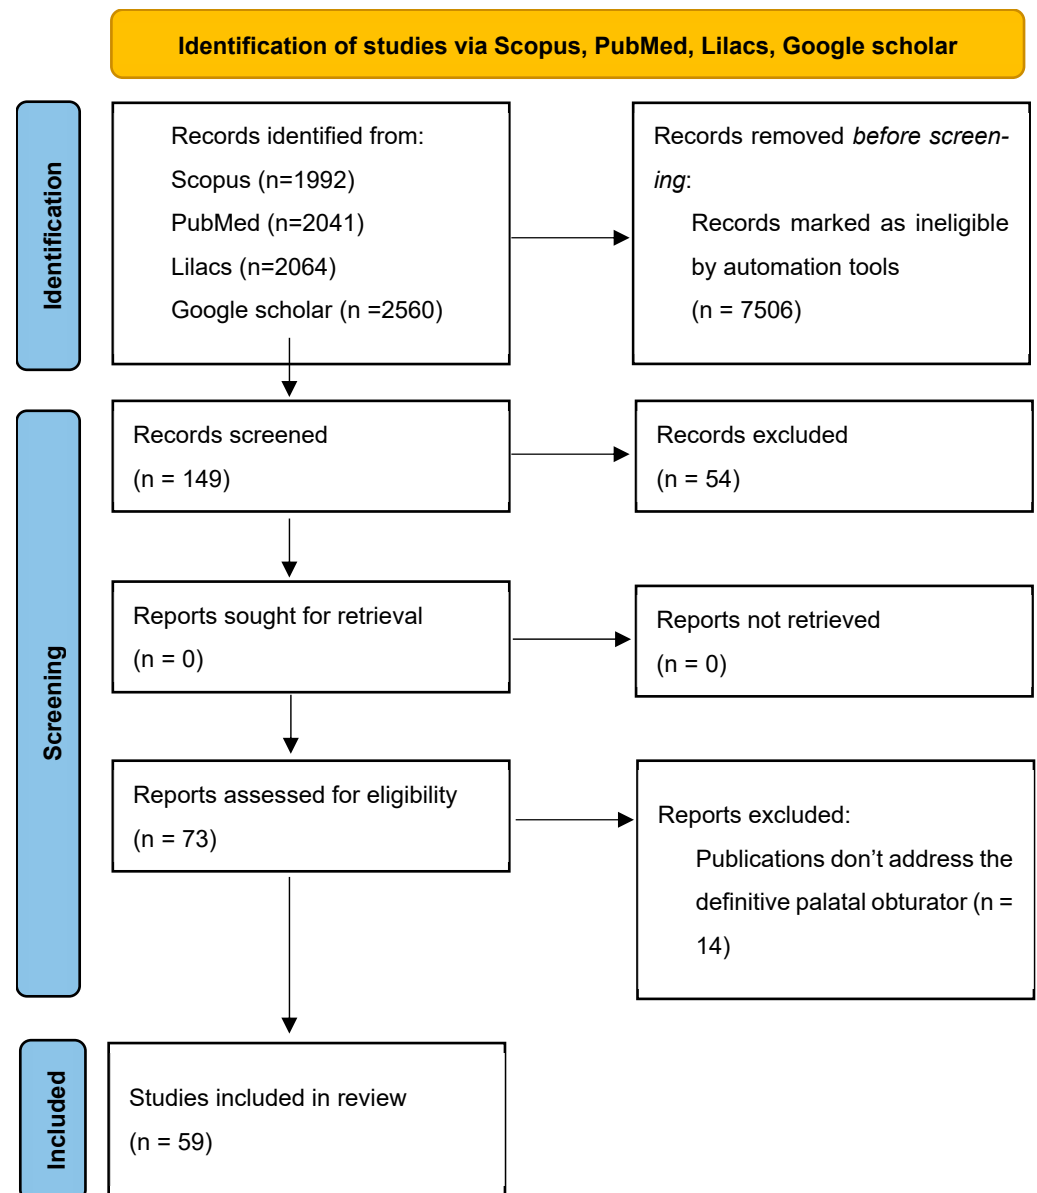 Identification of studies via Scopus, PubMed, Lilacs, Google scholar
Identification
Records identified from:
Scopus (n=1992)
PubMed (n=2041)
Lilacs (n=2064)
Google scholar (n =2560)
Records removed before screen-
ing:
Records marked as ineligible
by automation tools
(n = 7506)
Screening
Records screened
(n = 149)
Records excluded
(n = 54)
Reports sought for retrieval
(n = 0)
Reports not retrieved
(n = 0)
Reports assessed for eligibility
(n = 73)
Reports excluded:
Publications don’t address the
definitive palatal obturator (n =
14)
Included
Studies included in review
(n = 59)